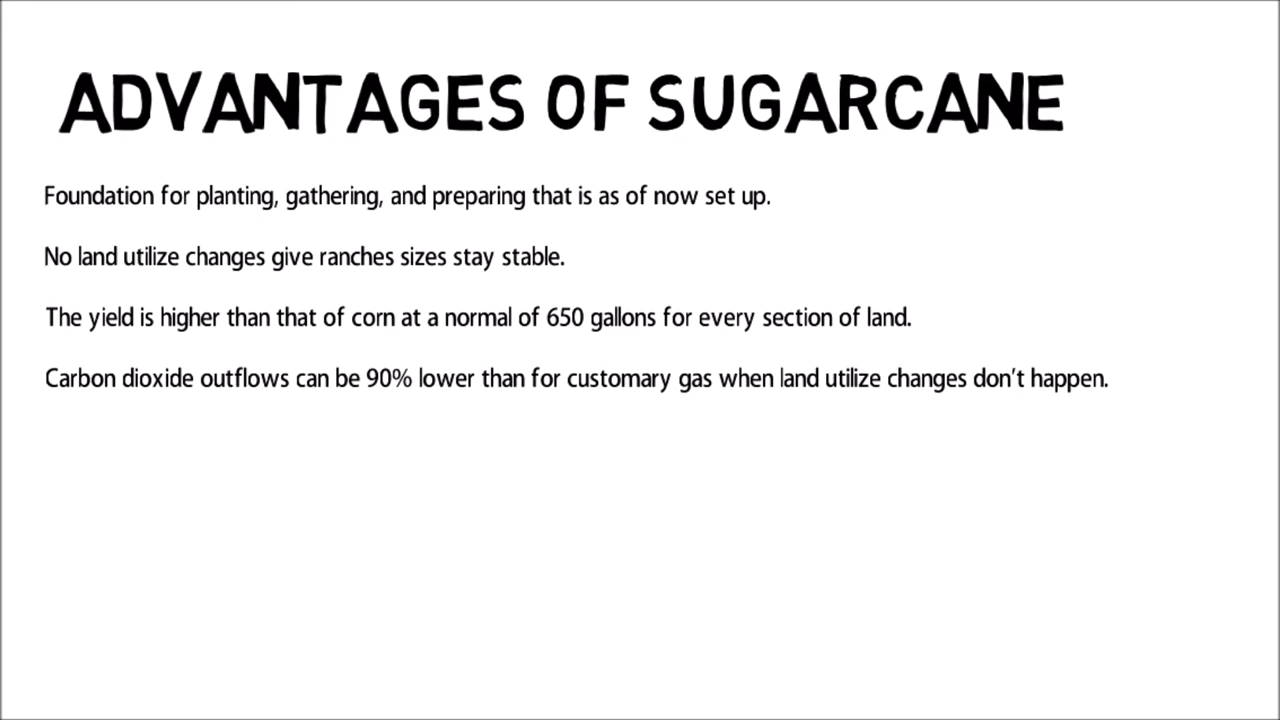 ADVANTAGES OF SUGARCANE
Foundation for planting, gathering, and preparing that is as of now set up.
No land utilize changes give ranches sizes stay stable.
The yield is higher than that of corn at a normal of 650 gallons for every section of land.
Carbon dioxide outflows can be 90% lower than for customary gas when land utilize changes don't happen.